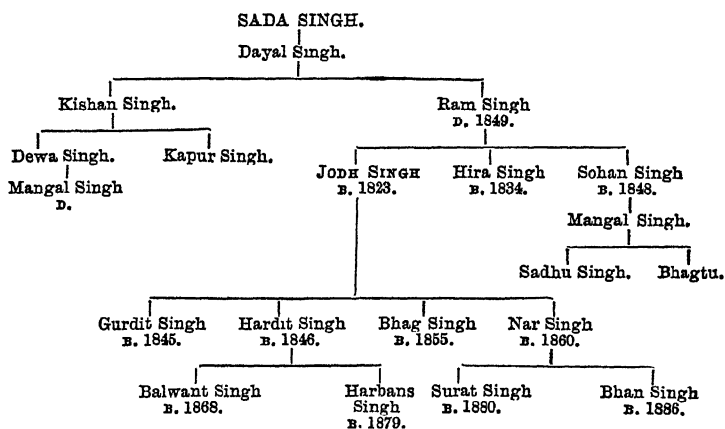 SADA SINGH.
Dayal Singh.
Kishan Singh. Ram Singh
D. 1849.
Dewa Singh. Kapur Singh. JODH SINGH Hira Singh Sohan Singh
Mangal Singh B. 1823. B. 1834. B. 1848.
D.
Mangal Singh.
Sadhu Singh. Bhagtu.
Gurdit Singh Hardit Singh Bhag Singh Nar Singh
B. 1845. B. 1846. B. 1855. B. 1860.
Balwant Singh Harbans Surat Singh Bhan Singh
B. 1868. Singh B. 1880. B. 1886.
B. 1879.